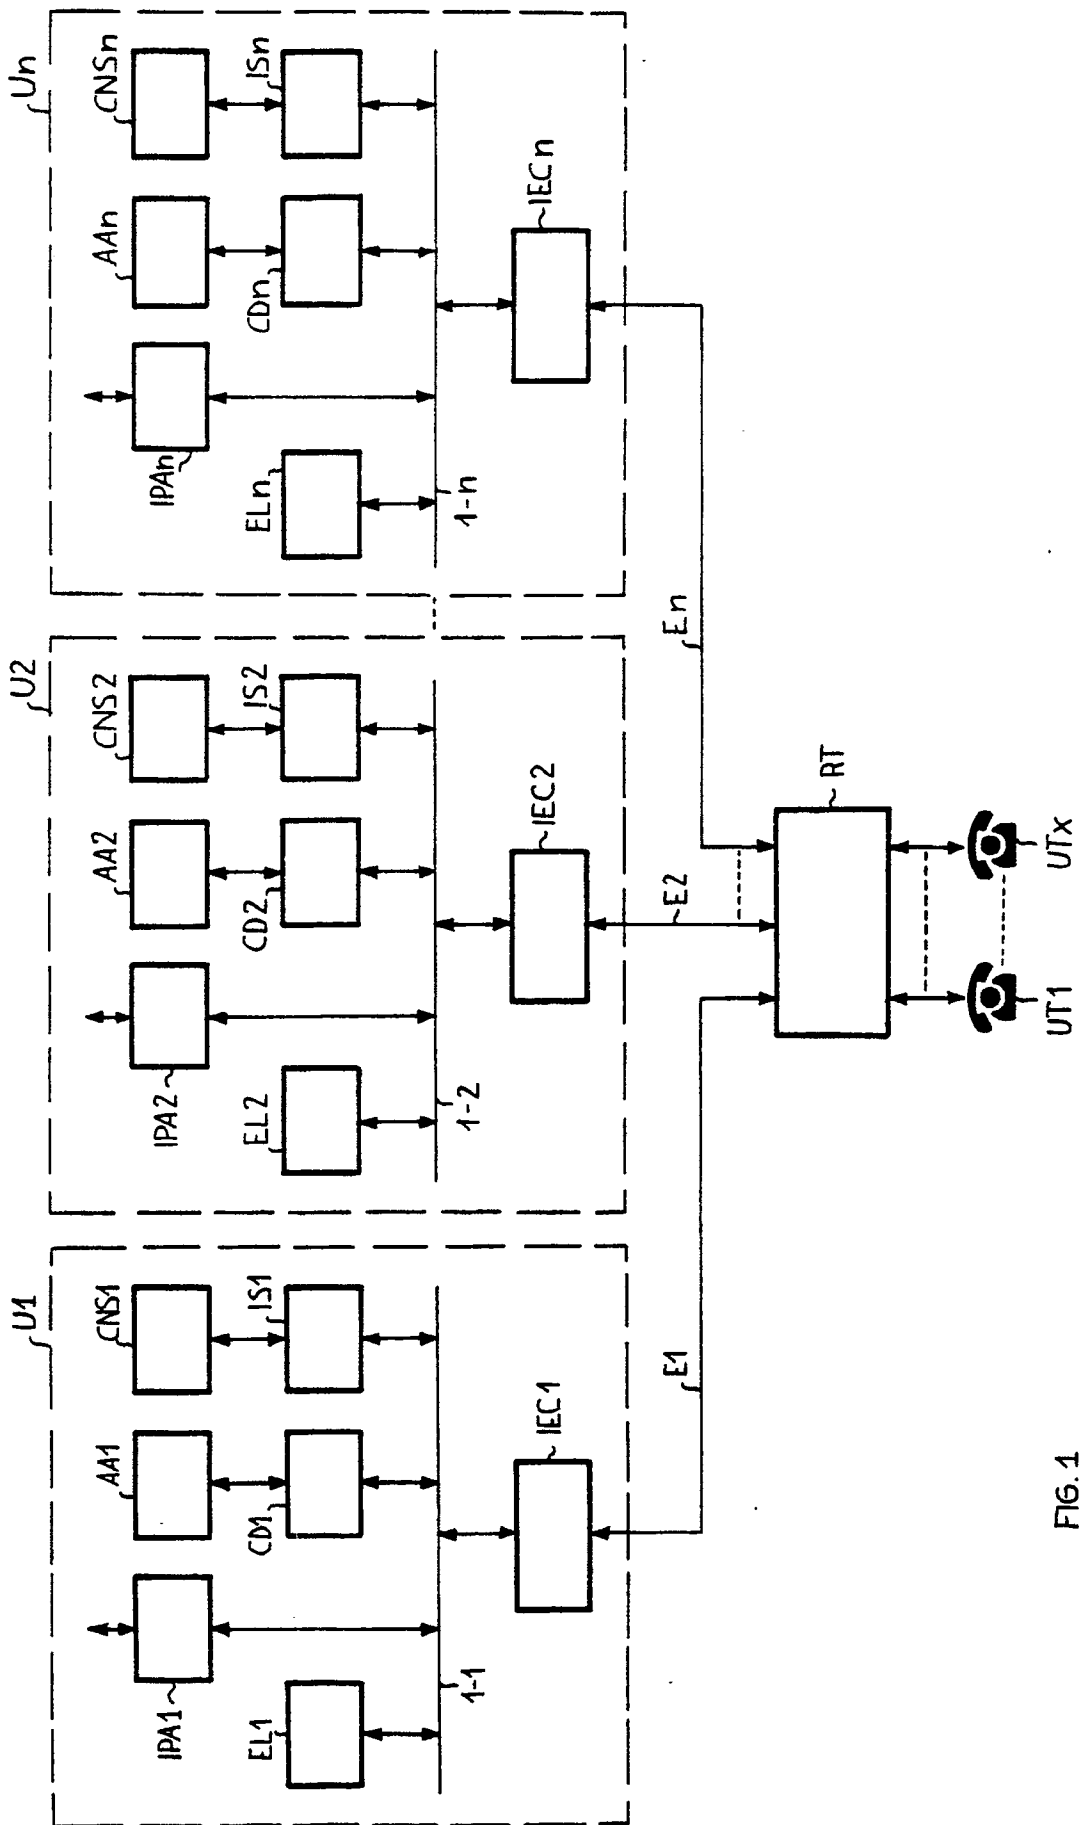 U1
CNS1
AA1
IS1
CD1
IPA1
EL1
1-1
IEC1
E1
U2
CNS2
AA2
IS2
CD2
IPA2
EL2
1-2
IEC2
E2
Un
CNSn
AAn
ISn
CDn
IPAn
ELn
1-n
IECn
En
RT
UT1
UTx
FIG.1